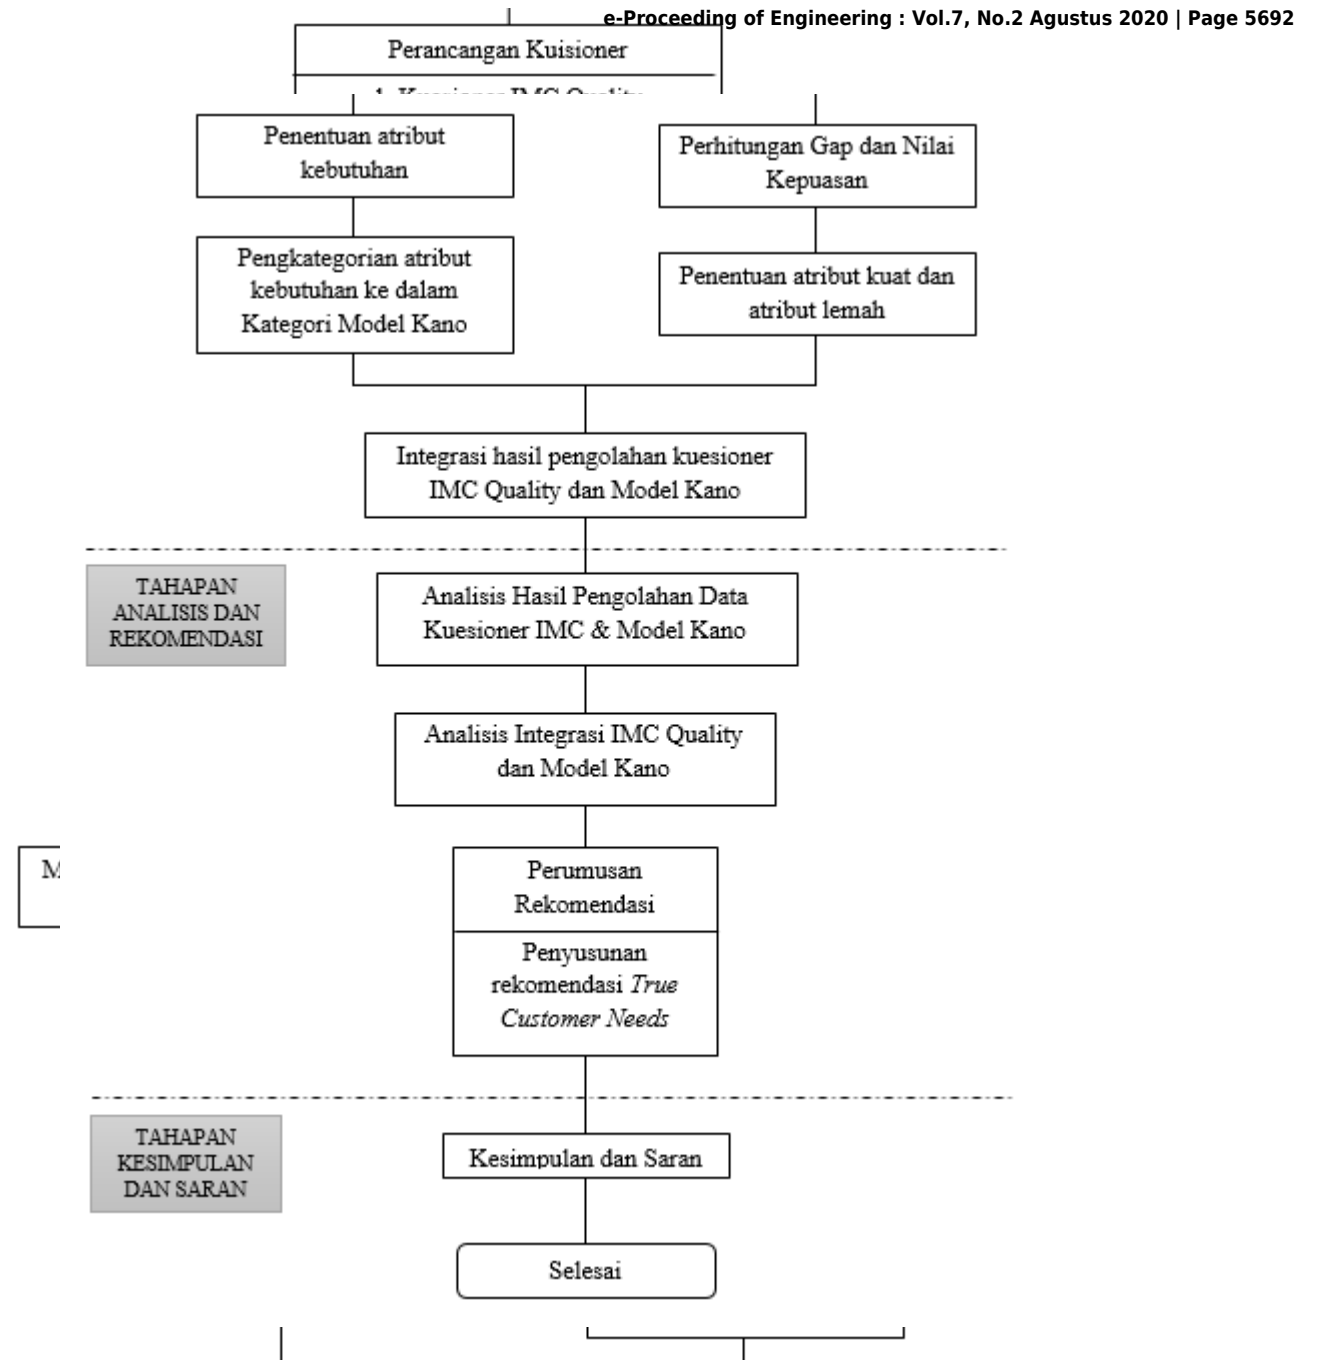 e-Proceeding of Engineering : Vol.7, No.2 Agustus 2020 | Page 5692
Perancangan Kuisioner
1. Kuesioner IMC Quality
Penentuan atribut
kebutuhan
Perhitungan Gap dan Nilai
Kepuasan
Pengkategorian atribut
kebutuhan ke dalam
Kategori Model Kano
Penentuan atribut kuat dan
atribut lemah
Integrasi hasil pengolahan kuesioner
IMC Quality dan Model Kano
TAHAPAN
ANALISIS DAN
REKOMENDASI
Analisis Hasil Pengolahan Data
Kuesioner IMC & Model Kano
Analisis Integrasi IMC Quality
dan Model Kano
M
Perumusan
Rekomendasi
Penyusunan
rekomendasi True
Customer Needs
TAHAPAN
KESIMPULAN
DAN SARAN
Kesimpulan dan Saran
Selesai